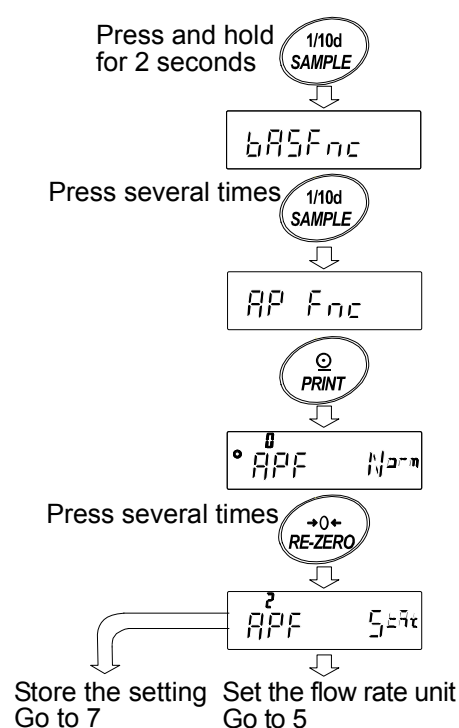 Press and hold
for 2 seconds
1/10d
SAMPLE
bASFnc
Press several times
1/10d
SAMPLE
AP Fnc
PRINT
0
APF Norm
Press several times
→0←
RE-ZERO
2
APF StAt
Store the setting
Go to 7
Set the flow rate unit
Go to 5